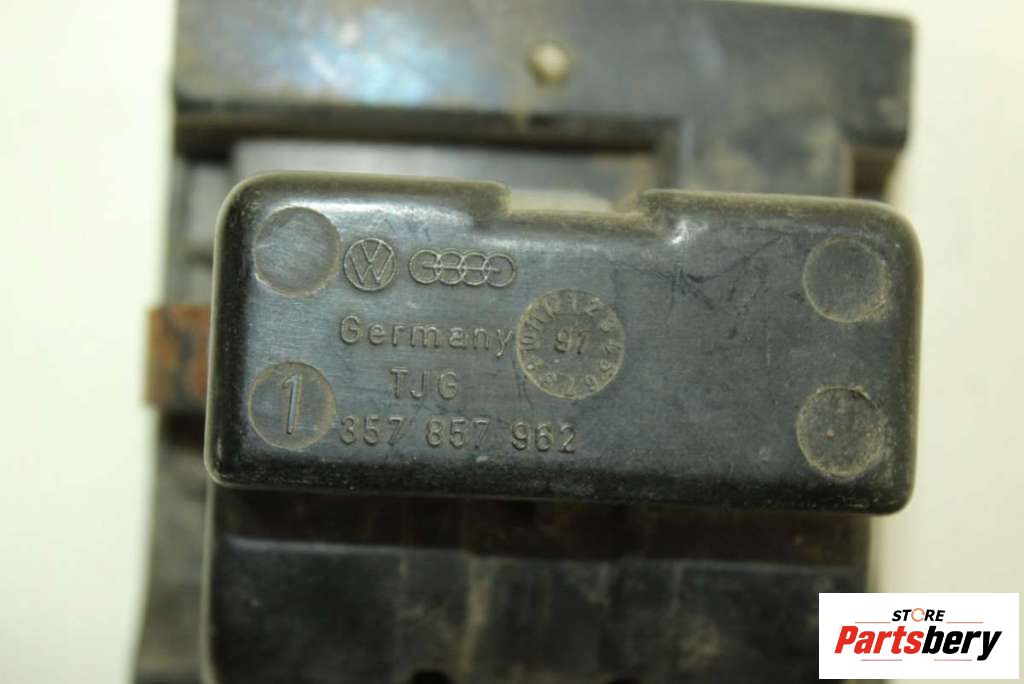 Germany
97
TJG
1
357 857 962
STORE
Partsbery